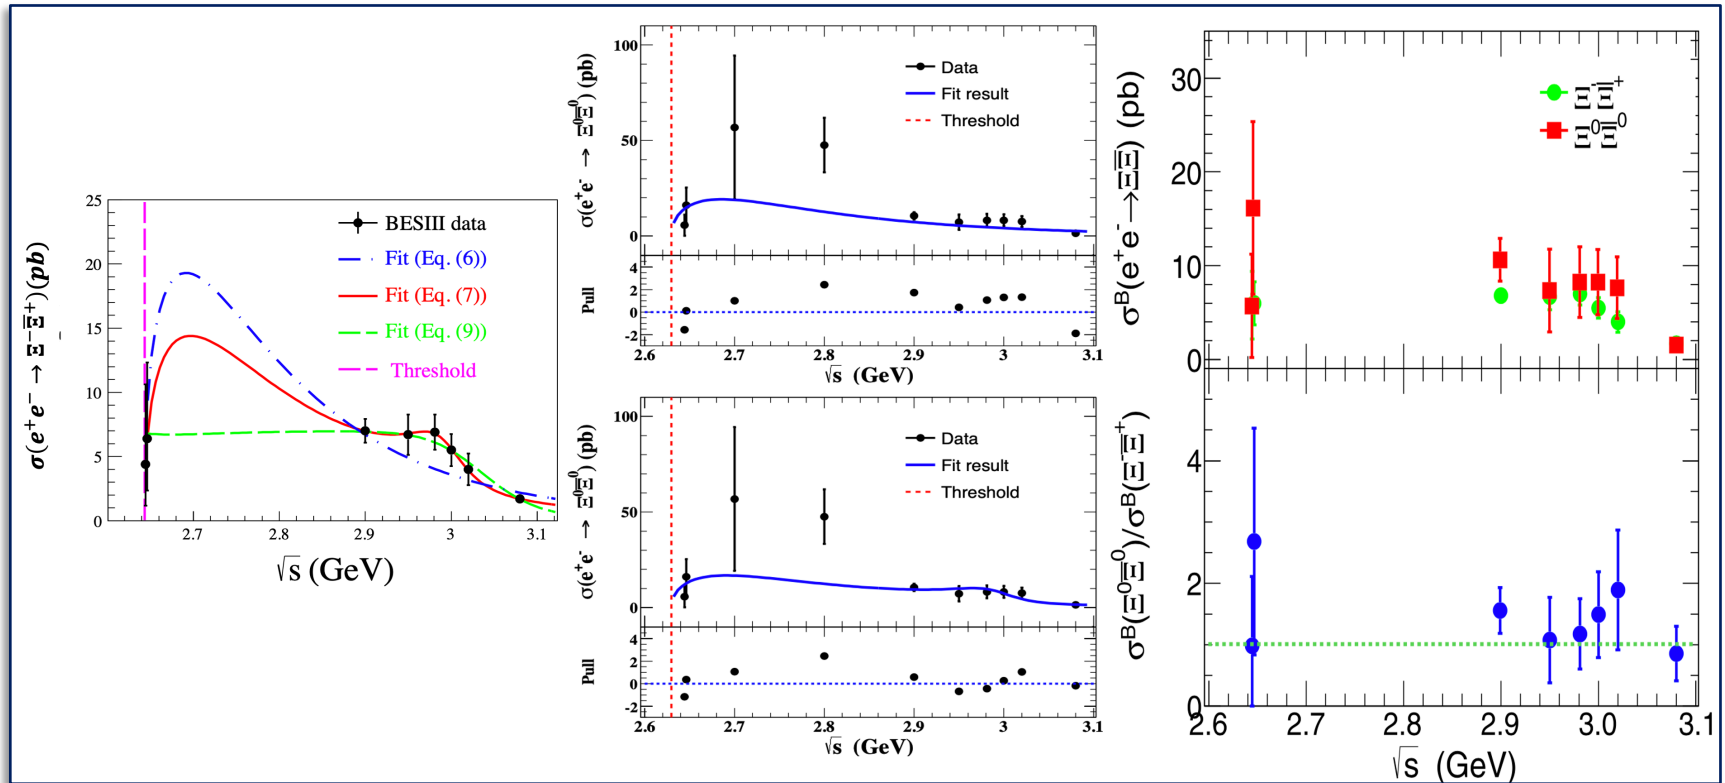 σ(e⁺e⁻ → Ξ⁻Ξ̅⁺)(pb)
25
20
15
10
5
0
BESIII data
Fit (Eq. (6))
Fit (Eq. (7))
Fit (Eq. (9))
Threshold
2.7
2.8
2.9
3
3.1
√s (GeV)
σ(e⁺e⁻ → Ξ⁰Ξ̅⁰) (pb)
100
50
0
Data
Fit result
Threshold
Pull
4
2
0
-2
2.6
2.7
2.8
2.9
3.0
3.1
√s (GeV)
σ(e⁺e⁻ → Ξ⁰Ξ̅⁰) (pb)
100
50
0
Data
Fit result
Threshold
Pull
4
2
0
-2
2.6
2.7
2.8
2.9
3.0
3.1
√s (GeV)
σᴮ(e⁺e⁻→ΞΞ̅) (pb)
30
20
10
0
Ξ⁻Ξ̅⁺
Ξ⁰Ξ̅⁰
σᴮ(Ξ⁰Ξ̅⁰)/σᴮ(Ξ⁻Ξ̅⁺)
4
2
0
2.6
2.7
2.8
2.9
3.0
3.1
√s (GeV)